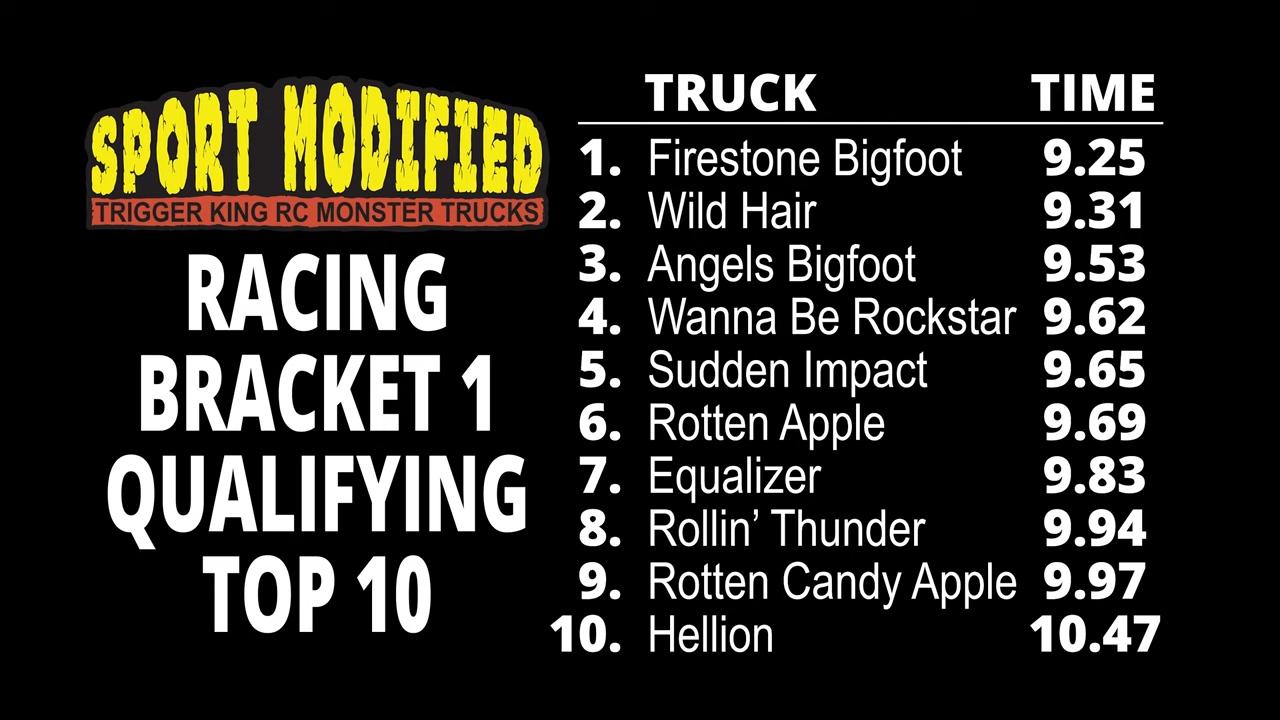 SPORT MODIFIED
TRIGGER KING RC MONSTER TRUCKS
RACING
BRACKET 1
QUALIFYING
TOP 10
TRUCK TIME
1. Firestone Bigfoot 9.25
2. Wild Hair 9.31
3. Angels Bigfoot 9.53
4. Wanna Be Rockstar 9.62
5. Sudden Impact 9.65
6. Rotten Apple 9.69
7. Equalizer 9.83
8. Rollin’ Thunder 9.94
9. Rotten Candy Apple 9.97
10. Hellion 10.47